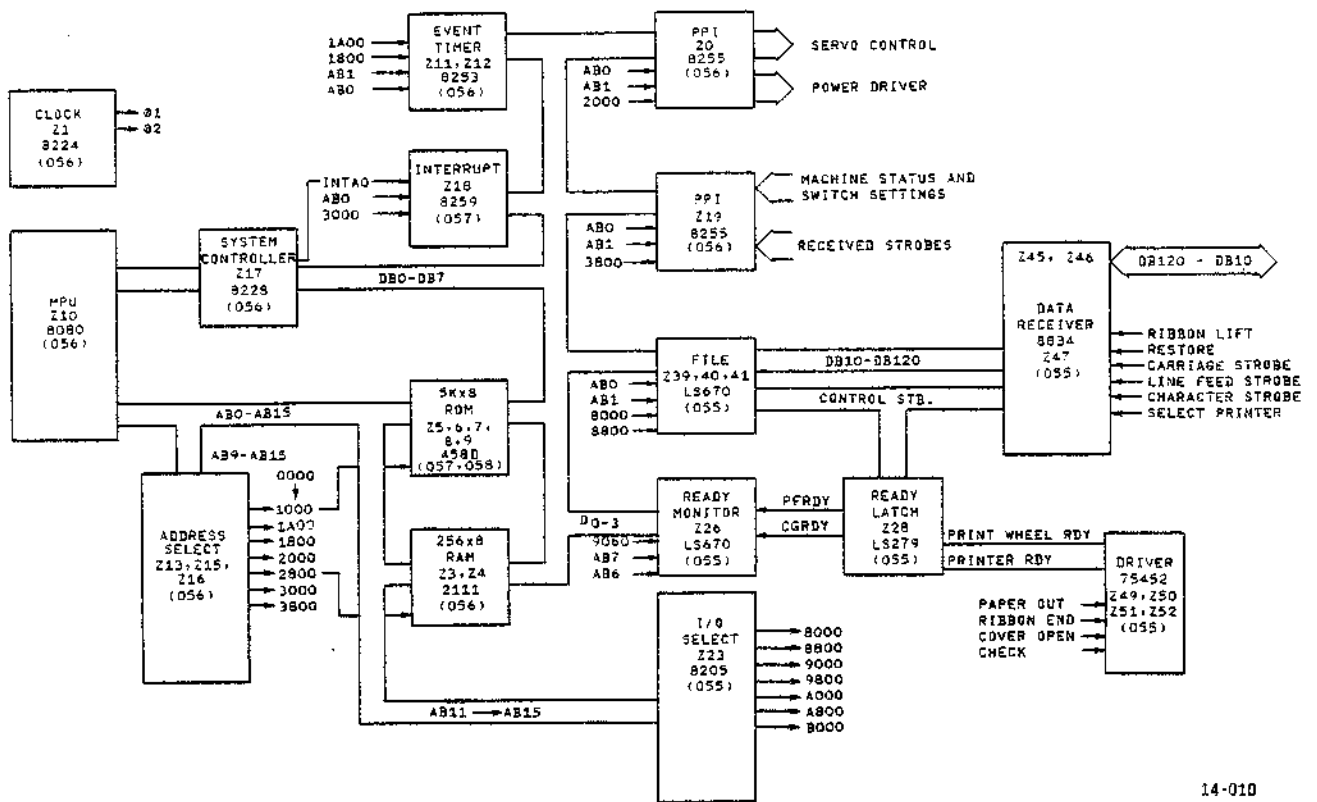 EVENT
TIMER
Z11, Z12
8253
(056)
1A00
1800
AB1
AB0
PPI
20
8255
(056)
AB0
AB1
2000
SERVO CONTROL
POWER DRIVER
CLOCK
Z1
8224
(056)
01
02
INTERRUPT
Z18
8259
(057)
INTA0
AB0
3000
PPI
Z19
8255
(056)
AB0
AB1
3800
MACHINE STATUS AND
SWITCH SETTINGS
RECEIVED STROBES
MPU
Z10
8080
(056)
SYSTEM
CONTROLLER
Z17
8228
(056)
DB0-DB7
Z45, Z46
DATA
RECEIVER
8834
Z47
(055)
DB120 - DB10
RIBBON LIFT
RESTORE
CARRIAGE STROBE
LINE FEED STROBE
CHARACTER STROBE
SELECT PRINTER
FILE
Z39,40,41
LS670
(055)
AB0
AB1
8000
8800
DB10-DB120
CONTROL STB.
5Kx8
ROM
Z5,6,7,
8,9
A58D
(057,058)
AB0-AB15
AB9-AB15
ADDRESS
SELECT
Z13,Z15,
Z16
(056)
0000
1000
1A00
1800
2000
2800
3000
3800
256x8
RAM
Z3, Z4
2111
(056)
READY
MONITOR
Z26
LS670
(055)
D0-3
9060
AB7
AB6
PFRDY
CGRDY
READY
LATCH
Z28
LS279
(055)
PRINT WHEEL RDY
PRINTER RDY
DRIVER
75452
Z49,Z50
Z51,Z52
(055)
PAPER OUT
RIBBON END
COVER OPEN
CHECK
I/O
SELECT
Z23
8205
(055)
8000
8800
9000
9800
A000
A800
B000
AB11 AB15
14-010